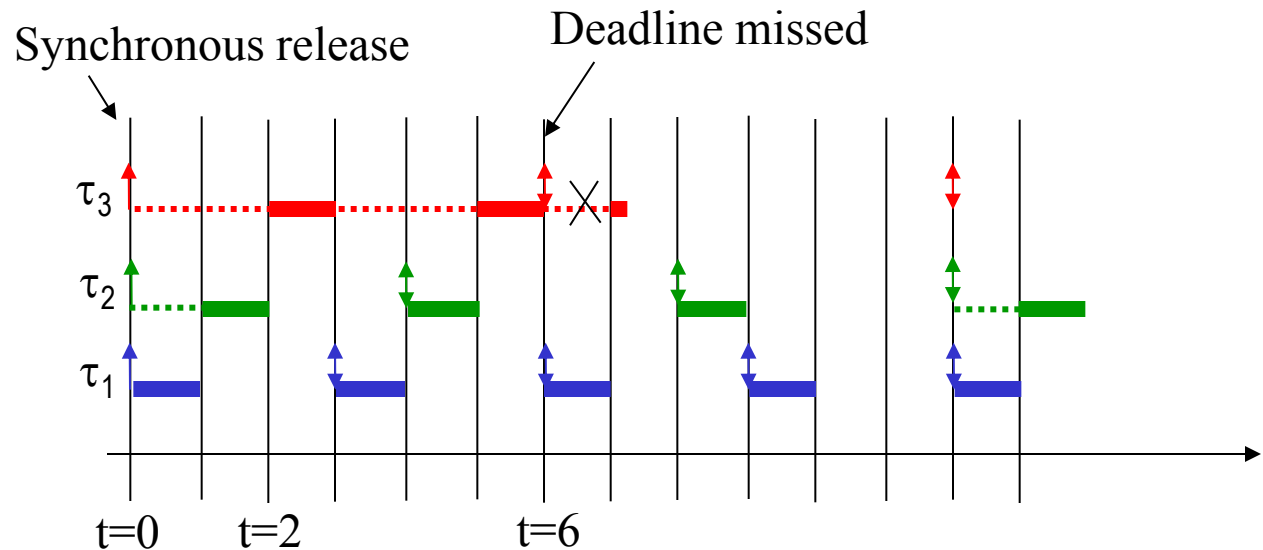 Synchronous release
Deadline missed
τ3
τ2
τ1
t=0
t=2
t=6